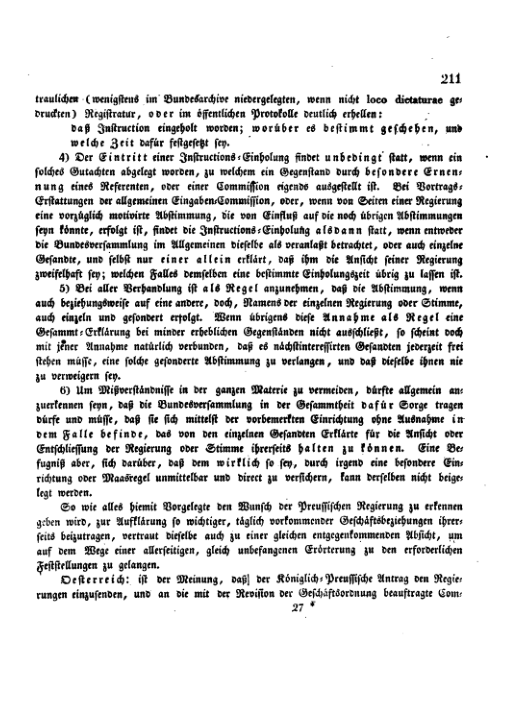 211
traulichen (wenigstens im Bundesarchive niedergelegten, wenn nicht loco dictaturae ge-
druckten) Registratur, oder im öffentlichen Protokolle deutlich erhellen:
daß Instruction eingeholt worden; worüber es bestimmt geschehen, und
welche Zeit dafür festgesetzt sey.
4) Der Eintritt einer Instructions-Einholung findet unbedingt statt, wenn ein
solches Gutachten abgelegt worden, zu welchem ein Gegenstand durch besondere Ernen-
nung eines Referenten, oder einer Commission eigends ausgestellt ist. Bei Vortrags-
Erstattungen der allgemeinen Eingaben-Commission, oder, wenn von Seiten einer Regierung
eine vorzüglich motivirte Abstimmung, die von Einfluß auf die noch übrigen Abstimmungen
seyn könnte, erfolgt ist, findet die Instructions-Einholung alsdann statt, wenn entweder
die Bundesversammlung im Allgemeinen dieselbe als veranlaßt betrachtet, oder auch einzelne
Gesandte, und selbst nur einer allein erklärt, daß ihm die Ansicht seiner Regierung
zweifelhaft sey; welchen Falles demselben eine bestimmte Einholungszeit übrig zu lassen ist.
5) Bei aller Verhandlung ist als Regel anzunehmen, daß die Abstimmung, wenn
auch beziehungsweise auf eine andere, doch, Namens der einzelnen Regierung oder Stimme,
auch einzeln und gesondert erfolgt. Wenn übrigens diese Annahme als Regel eine
Gesammt-Erklärung bei minder erheblichen Gegenständen nicht ausschließt, so scheint doch
mit jener Annahme natürlich verbunden, daß es nächstinteressirten Gesandten jederzeit frei
stehen müsse, eine solche gesonderte Abstimmung zu verlangen, und daß dieselbe ihnen nie
zu verweigern sey.
6) Um Mißverständnisse in der ganzen Materie zu vermeiden, dürfte allgemein an-
zuerkennen seyn, daß die Bundesversammlung in der Gesammtheit dafür Sorge tragen
dürfe und müsse, daß sie sich mittelst der vorbemerkten Einrichtung ohne Ausnahme in
dem Falle befinde, das von den einzelnen Gesandten Erklärte für die Ansicht oder
Entschliessung der Regierung oder Stimme ihrerseits halten zu können. Eine Be-
fugniß aber, sich darüber, daß dem wirklich so sey, durch irgend eine besondere Ein-
richtung oder Maasregel unmittelbar und direct zu versichern, kann derselben nicht beige-
legt werden.
So wie alles hiemit Vorgelegte den Wunsch der Preussischen Regierung zu erkennen
geben wird, zur Aufklärung so wichtiger, täglich vorkommender Geschäftsbeziehungen ihrer-
seits beizutragen, vertraut dieselbe auch zu einer gleichen entgegenkommenden Absicht, um
auf dem Wege einer allerseitigen, gleich unbefangenen Erörterung zu den erforderlichen
Feststellungen zu gelangen.
Oesterreich: ist der Meinung, daß der Königlich-Preussische Antrag den Regie-
rungen einzusenden, und an die mit der Revision der Geschäftsordnung beauftragte Com-
27 *